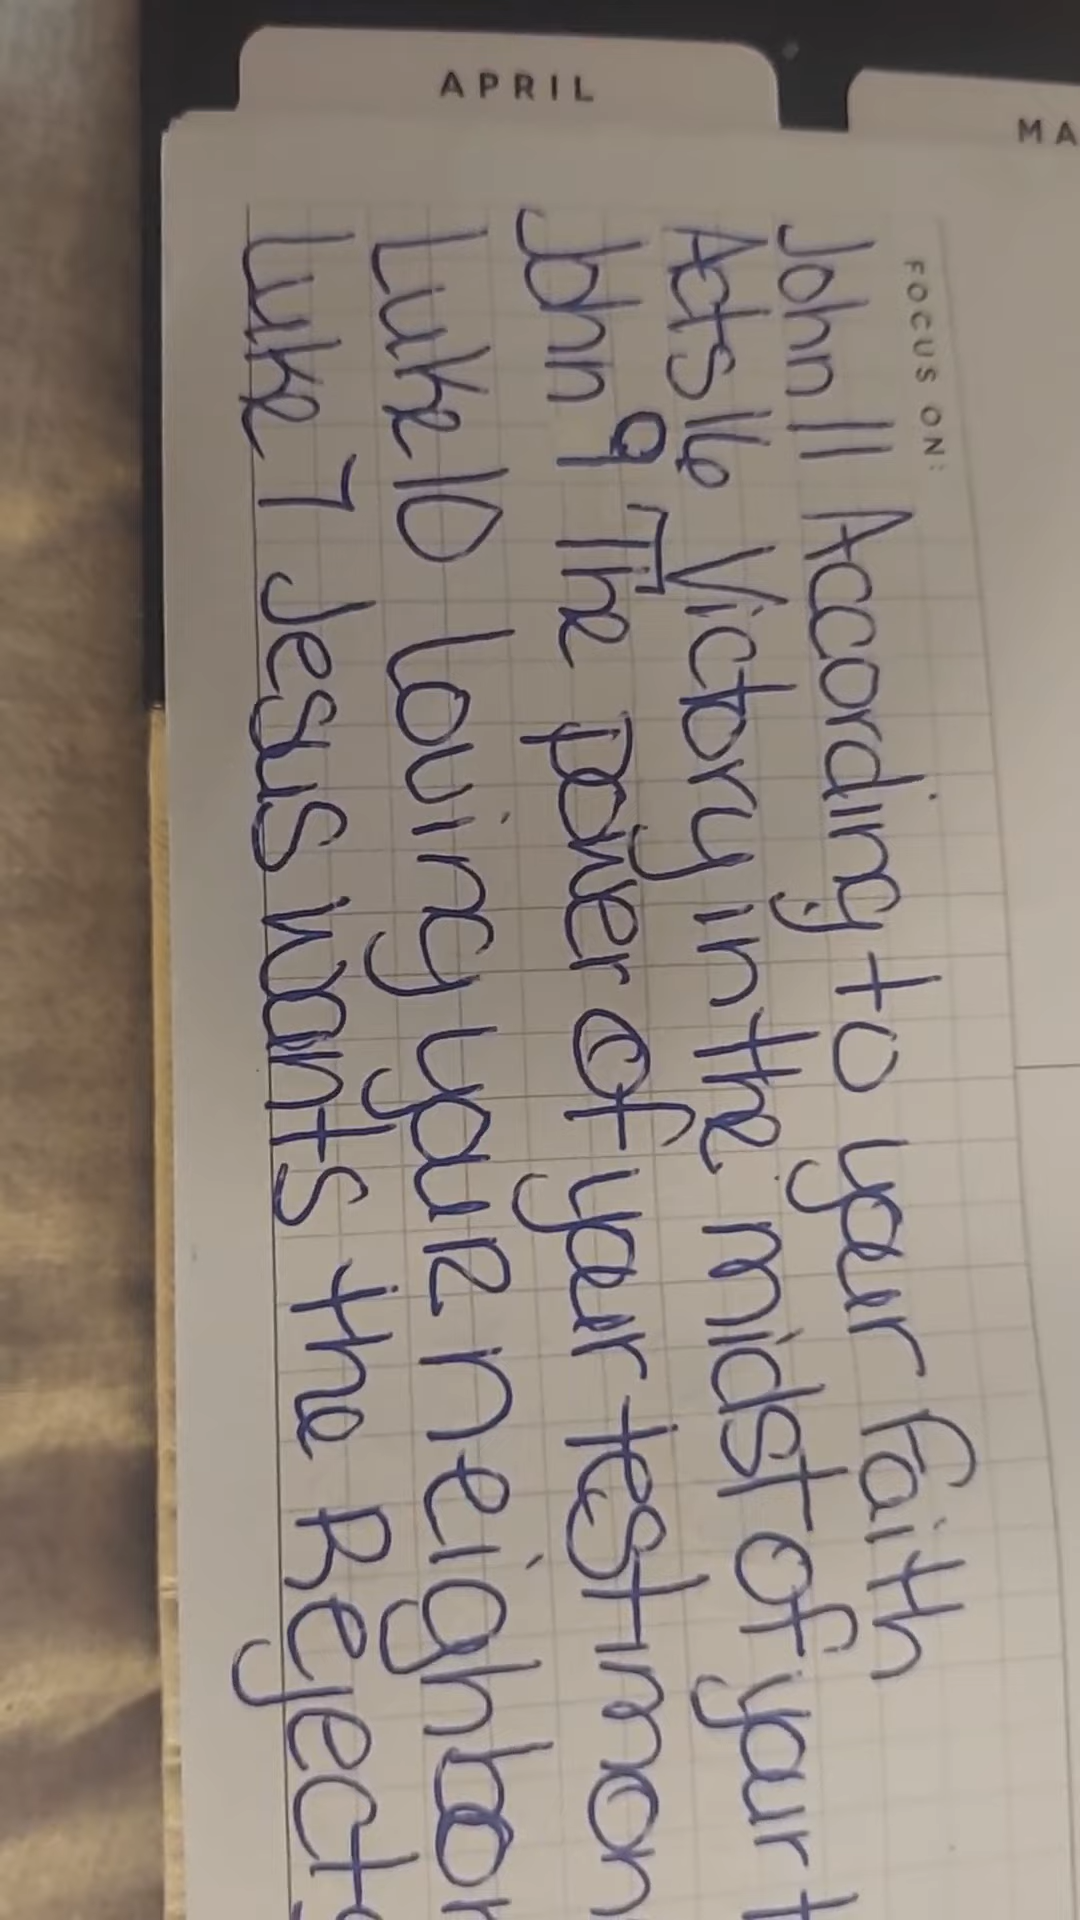 APRIL
MA
FOCUS ON:
John 11 According to your Faith
Acts 16 Victory in the midst of your t
John 9 The power of your testimon
Luke 10 loving your neighbor
Luke 7 Jesus wants the Reject